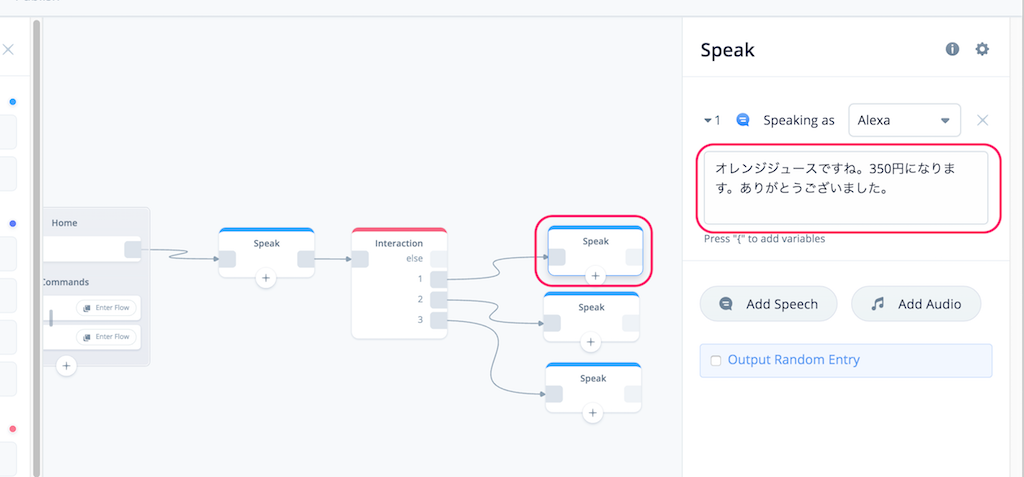 Home
Commands
Enter Flow
Enter Flow
Speak
Interaction
else
1
2
3
Speak
Speak
Speak
Speak
1
Speaking as
Alexa
オレンジジュースですね。350円になりま
す。ありがとうございました。
Press "{" to add variables
Add Speech
Add Audio
Output Random Entry